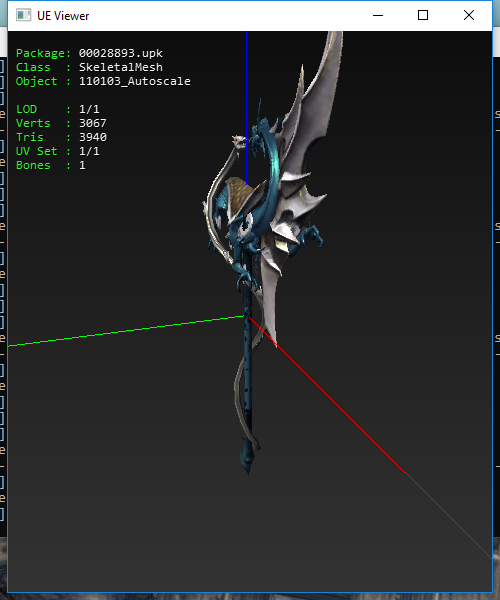 UE Viewer
Package: 00028893.upk
Class : SkeletalMesh
Object : 110103_Autoscale
LOD : 1/1
Verts : 3067
Tris : 3940
UV Set : 1/1
Bones : 1